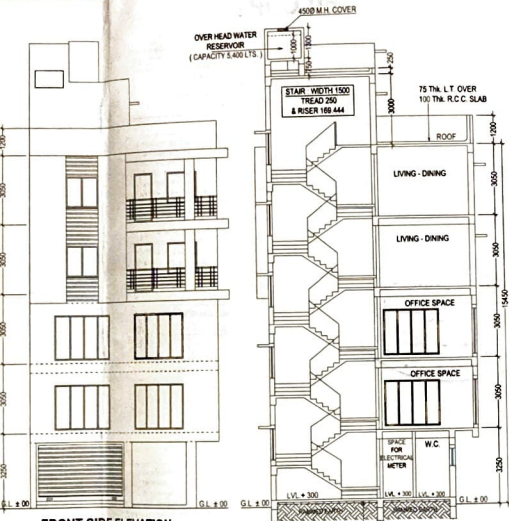 450Ø M.H. COVER
OVER HEAD WATER
RESERVOIR
( CAPACITY 5,400 LTS. )
1000
1300
150
250
STAIR WIDTH 1500
TREAD 250
& RISER 169.444
3000
75 Thk. L.T. OVER
100 Thk. R.C.C. SLAB
ROOF
1200
1200
LIVING - DINING
3050
3050
LIVING - DINING
3050
3050
15450
OFFICE SPACE
3050
3050
OFFICE SPACE
3050
3050
SPACE
FOR
ELECTRICAL
METER
W.C.
3250
3250
LVL + 300
LVL + 300
LVL + 300
G.L ± 00
G.L ± 00
G.L ± 00
G.L ± 00
FRONT SIDE ELEVATION